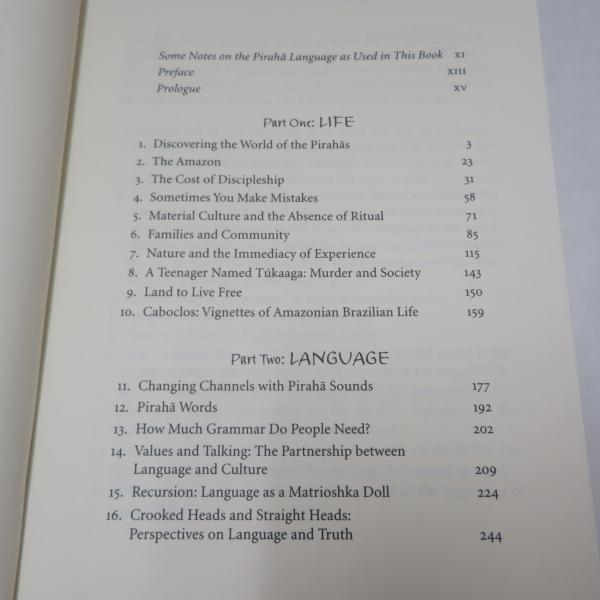 Some Notes on the Pirahã Language as Used in This Book XI
Preface XIII
Prologue XV
Part One: LIFE
1. Discovering the World of the Pirahãs 3
2. The Amazon 23
3. The Cost of Discipleship 31
4. Sometimes You Make Mistakes 58
5. Material Culture and the Absence of Ritual 71
6. Families and Community 85
7. Nature and the Immediacy of Experience 115
8. A Teenager Named Túkaaga: Murder and Society 143
9. Land to Live Free 150
10. Caboclos: Vignettes of Amazonian Brazilian Life 159
Part Two: LANGUAGE
11. Changing Channels with Pirahã Sounds 177
12. Pirahã Words 192
13. How Much Grammar Do People Need? 202
14. Values and Talking: The Partnership between
Language and Culture 209
15. Recursion: Language as a Matrioshka Doll 224
16. Crooked Heads and Straight Heads:
Perspectives on Language and Truth 244